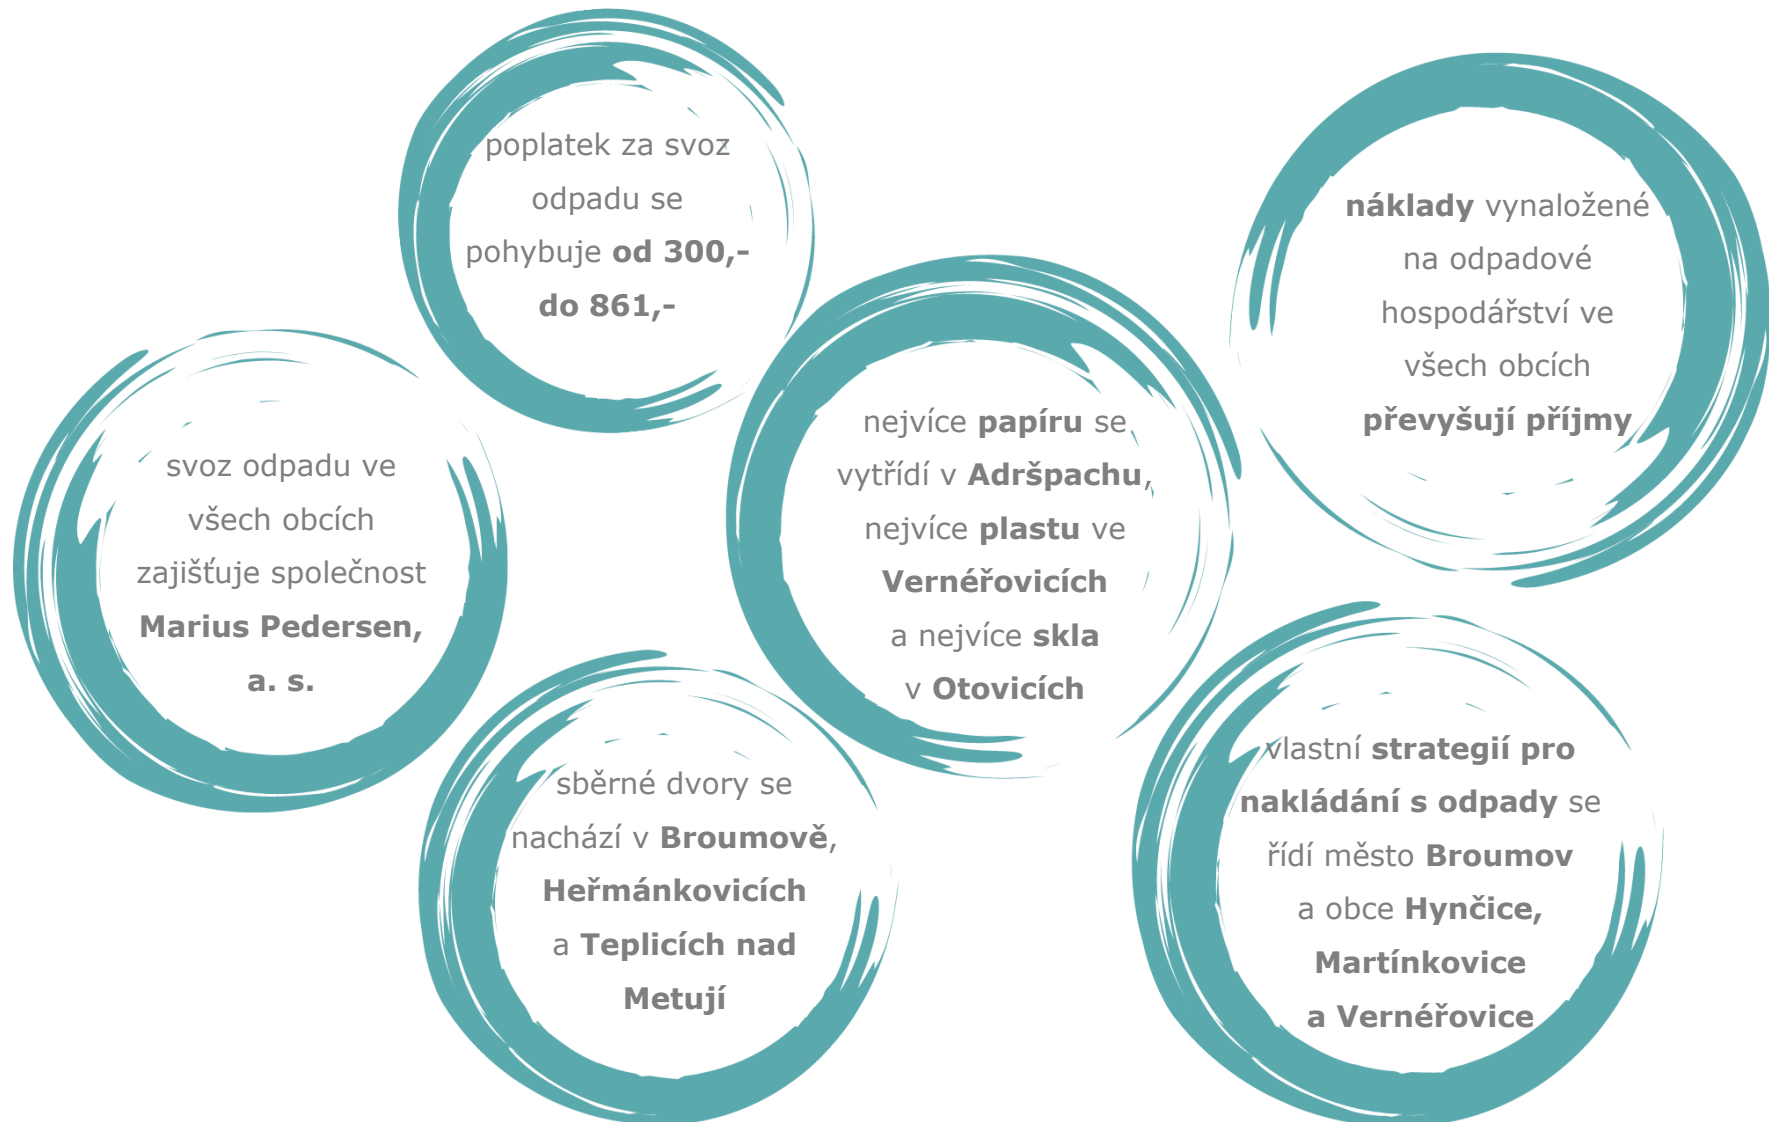 poplatek za svoz
odpadu se
pohybuje od 300,-
do 861,-
náklady vynaložené
na odpadové
hospodářství ve
všech obcích
převyšují příjmy
svoz odpadu ve
všech obcích
zajišťuje společnost
Marius Pedersen,
a. s.
nejvíce papíru se
vytřídí v Adršpachu,
nejvíce plastu ve
Vernéřovicích
a nejvíce skla
v Otovicích
sběrné dvory se
nachází v Broumově,
Heřmánkovicích
a Teplicích nad
Metují
vlastní strategií pro
nakládání s odpady se
řídí město Broumov
a obce Hynčice,
Martínkovice
a Vernéřovice